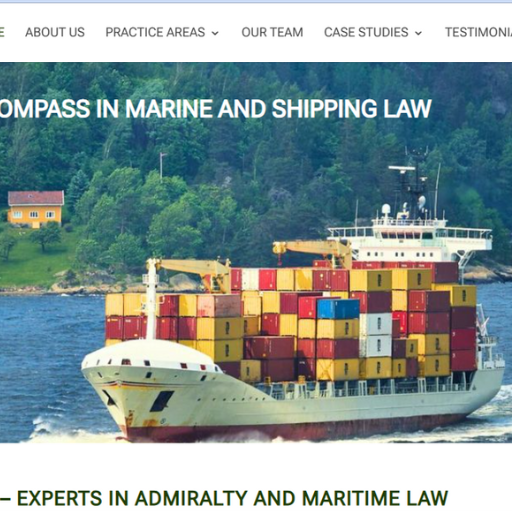 E ABOUT US PRACTICE AREAS OUR TEAM CASE STUDIES TESTIMONIA
OMPASS IN MARINE AND SHIPPING LAW
– EXPERTS IN ADMIRALTY AND MARITIME LAW